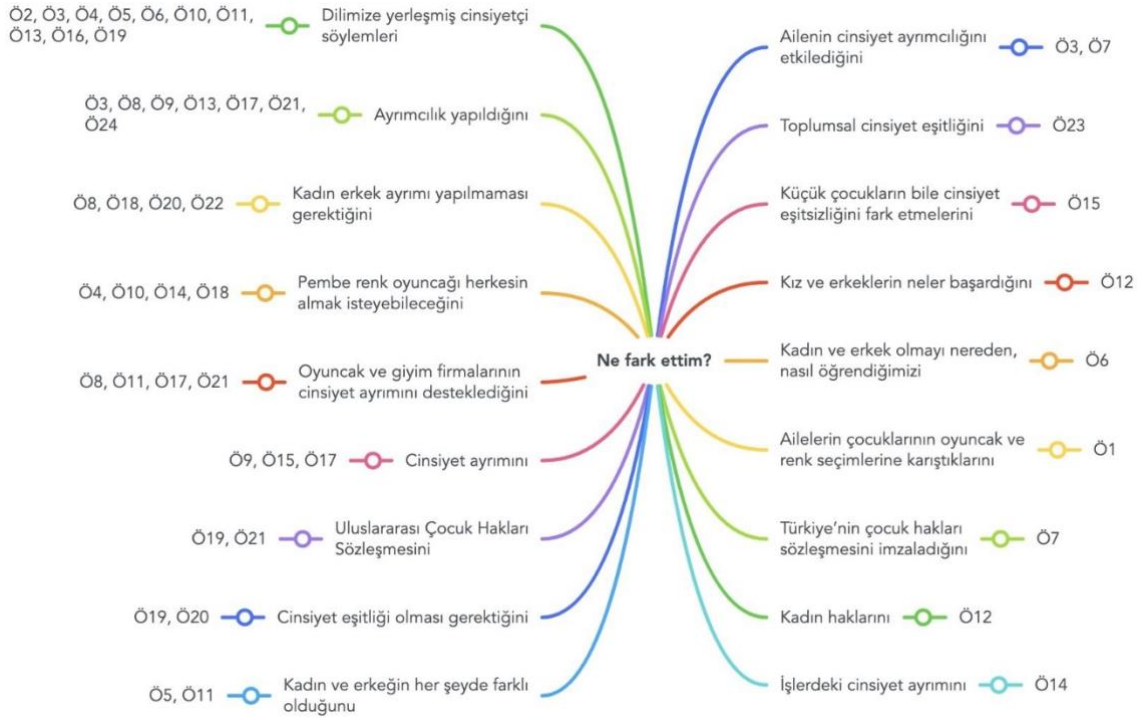 Ö2, Ö3, Ö4, Ö5, Ö6, Ö10, Ö11,
Ö13, Ö16, Ö19
Dilimize yerleşmiş cinsiyetçi
söylemleri
Ö3, Ö8, Ö9, Ö13, Ö17, Ö21,
Ö24
Ayrımcılık yapıldığını
Ö8, Ö18, Ö20, Ö22
Kadın erkek ayrımı yapılmaması
gerektiğini
Ö4, Ö10, Ö14, Ö18
Pembe renk oyuncağı herkesin
almak isteyebileceğini
Ö8, Ö11, Ö17, Ö21
Oyuncak ve giyim firmalarının
cinsiyet ayrımını desteklediğini
Ö9, Ö15, Ö17
Cinsiyet ayrımını
Ö19, Ö21
Uluslararası Çocuk Hakları
Sözleşmesini
Ö19, Ö20
Cinsiyet eşitliği olması gerektiğini
Ö5, Ö11
Kadın ve erkeğin her şeyde farklı
olduğunu
Ne fark ettim?
Ailenin cinsiyet ayrımcılığını
etkilediğini
Ö3, Ö7
Toplumsal cinsiyet eşitliğini
Ö23
Küçük çocukların bile cinsiyet
eşitsizliğini fark etmelerini
Ö15
Kız ve erkeklerin neler başardığını
Ö12
Kadın ve erkek olmayı nereden,
nasıl öğrendiğimizi
Ö6
Ailelerin çocuklarının oyuncak ve
renk seçimlerine karıştıklarını
Ö1
Türkiye'nin çocuk hakları
sözleşmesini imzaladığını
Ö7
Kadın haklarını
Ö12
İşlerdeki cinsiyet ayrımını
Ö14